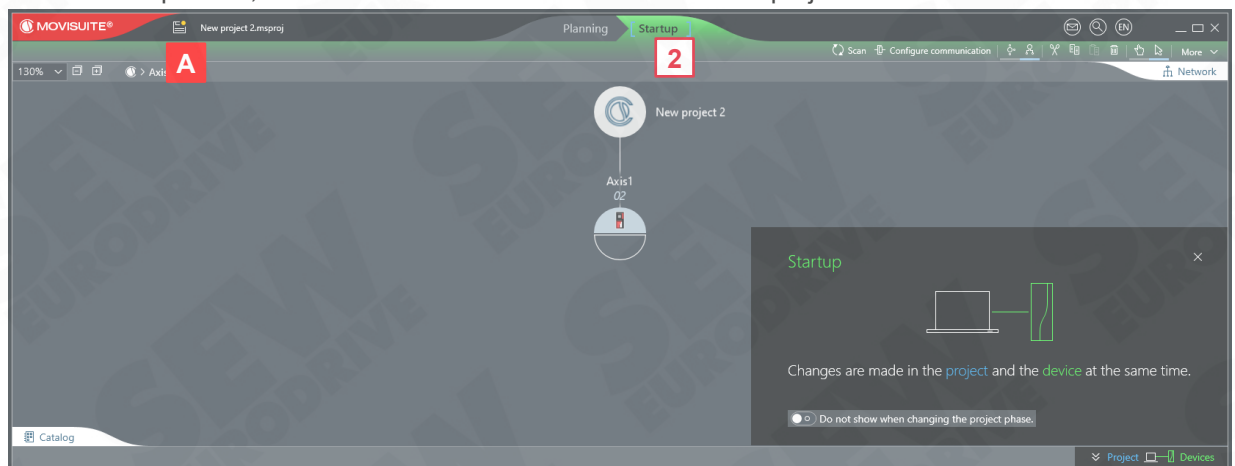 MOVISUITE®
New project 2.msproj
Planning
Startup
EN
Scan
Configure communication
More
A
2
130%
Axis
Network
New project 2
Axis1
02
Startup
Changes are made in the project and the device at the same time.
Do not show when changing the project phase.
Catalog
Project
Devices
SEW
EURODRIVE